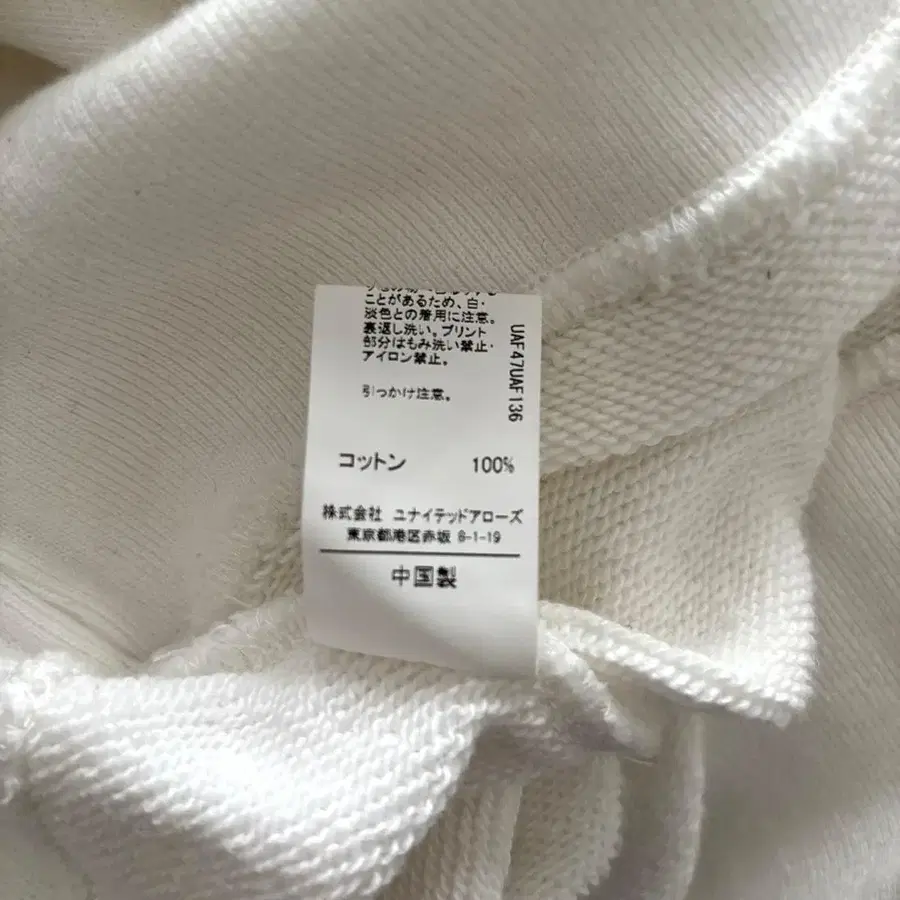 ことがあるため、白・
淡色との着用に注意。
裏返し洗い。プリント
部分はもみ洗い禁止・
アイロン禁止。
引っかけ注意。
UAF47UAF136
コットン 100%
株式会社 ユナイテッドアローズ
東京都港区赤坂 8-1-19
中国製